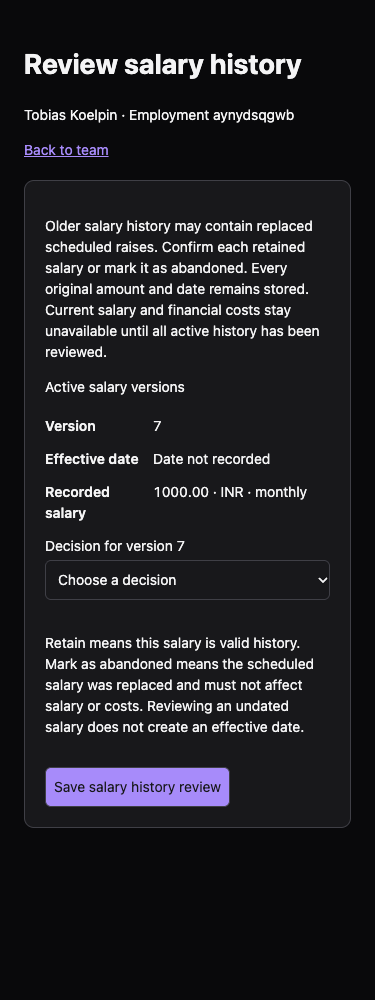 Review salary history
Tobias Koelpin · Employment aynydsqgwb
Back to team
Older salary history may contain replaced
scheduled raises. Confirm each retained
salary or mark it as abandoned. Every
original amount and date remains stored.
Current salary and financial costs stay
unavailable until all active history has been
reviewed.
Active salary versions
Version 7
Effective date Date not recorded
Recorded salary 1000.00 · INR · monthly
Decision for version 7
Choose a decision
Retain means this salary is valid history.
Mark as abandoned means the scheduled
salary was replaced and must not affect
salary or costs. Reviewing an undated
salary does not create an effective date.
Save salary history review